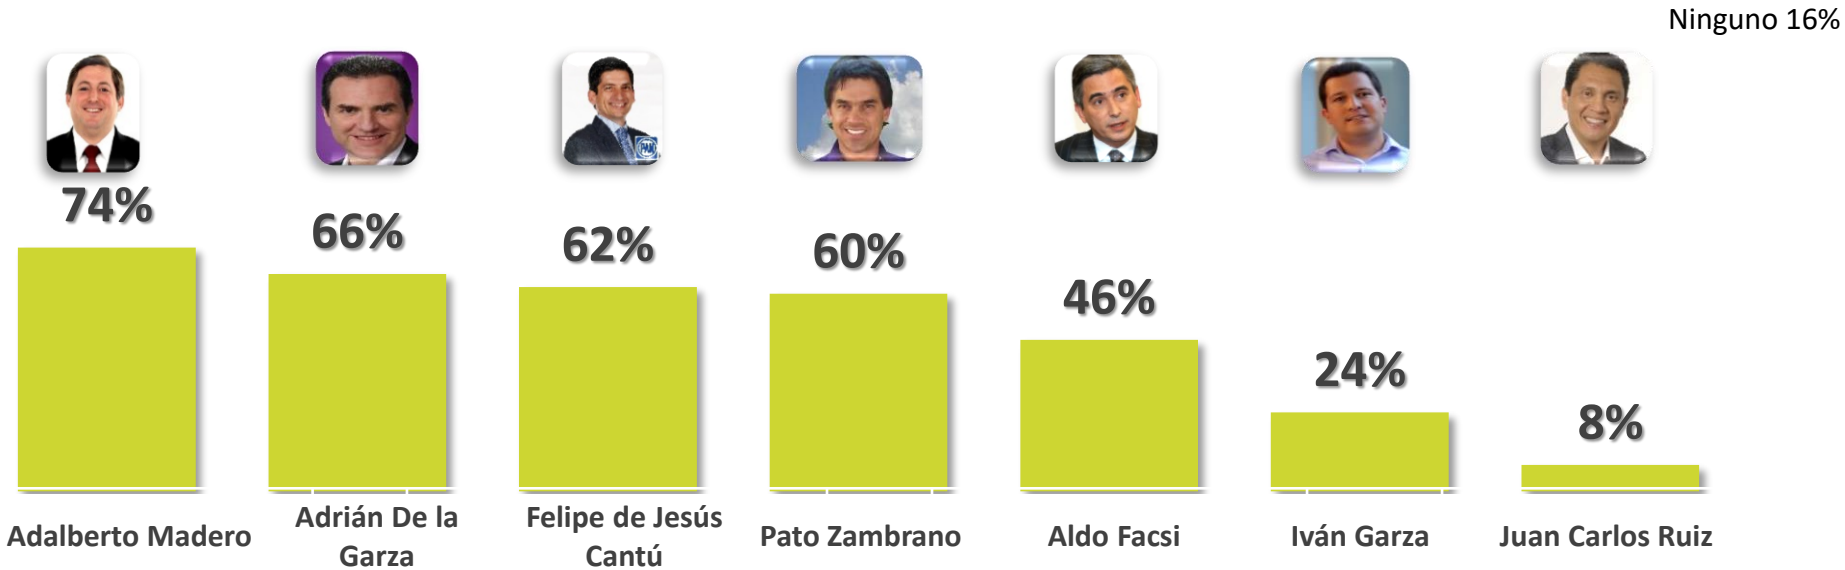 Ninguno 16%
PAN
74%
66%
62%
60%
46%
24%
8%
Adalberto Madero
Adrián De la
Garza
Felipe de Jesús
Cantú
Pato Zambrano
Aldo Facsi
Iván Garza
Juan Carlos Ruiz